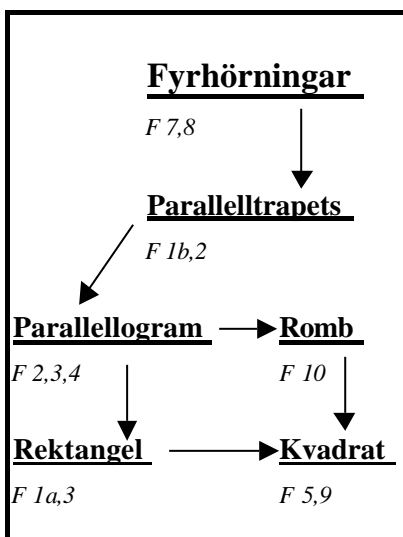 Fyrhörningar
F 7,8
Parallelltrapets
F 1b,2
Parallellogram Romb
F 2,3,4 F 10
Rektangel Kvadrat
F 1a,3 F 5,9